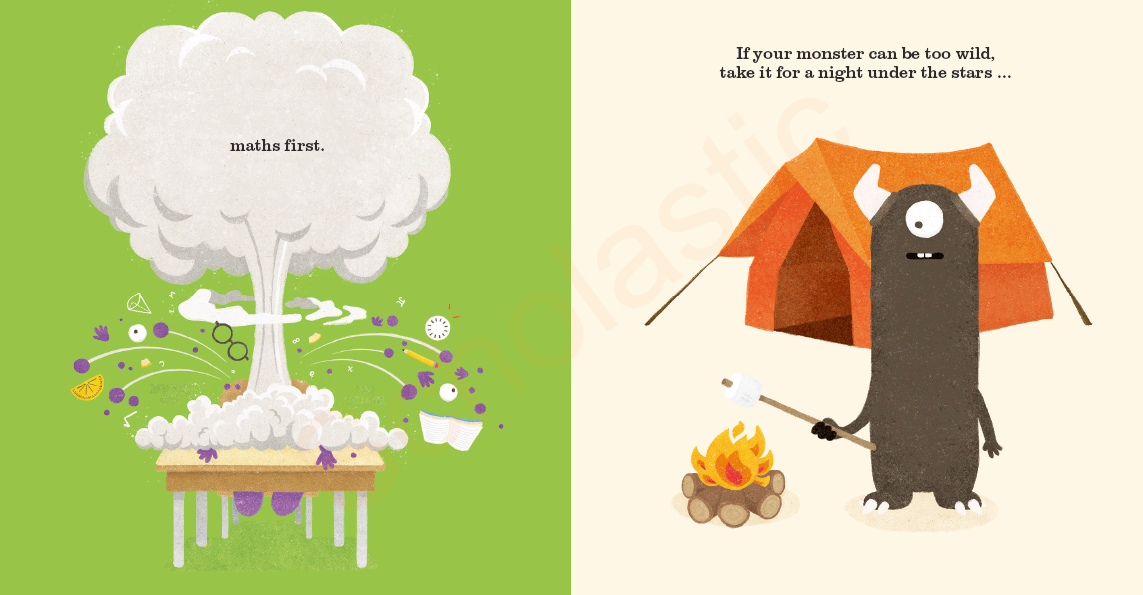 maths first.
If your monster can be too wild,
take it for a night under the stars ...